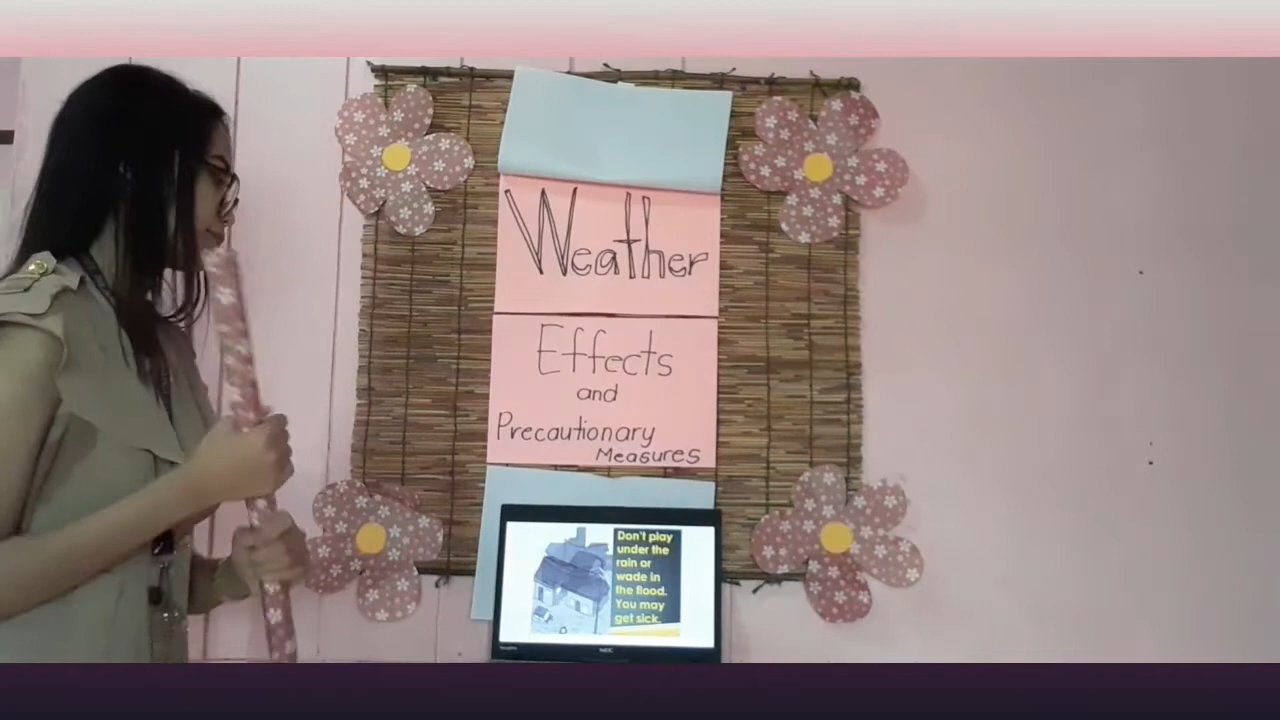 Weather
Effects
and
Precautionary
Measures
Don't play
under the
rain or
wade in
the flood.
You may
get sick.
NEC